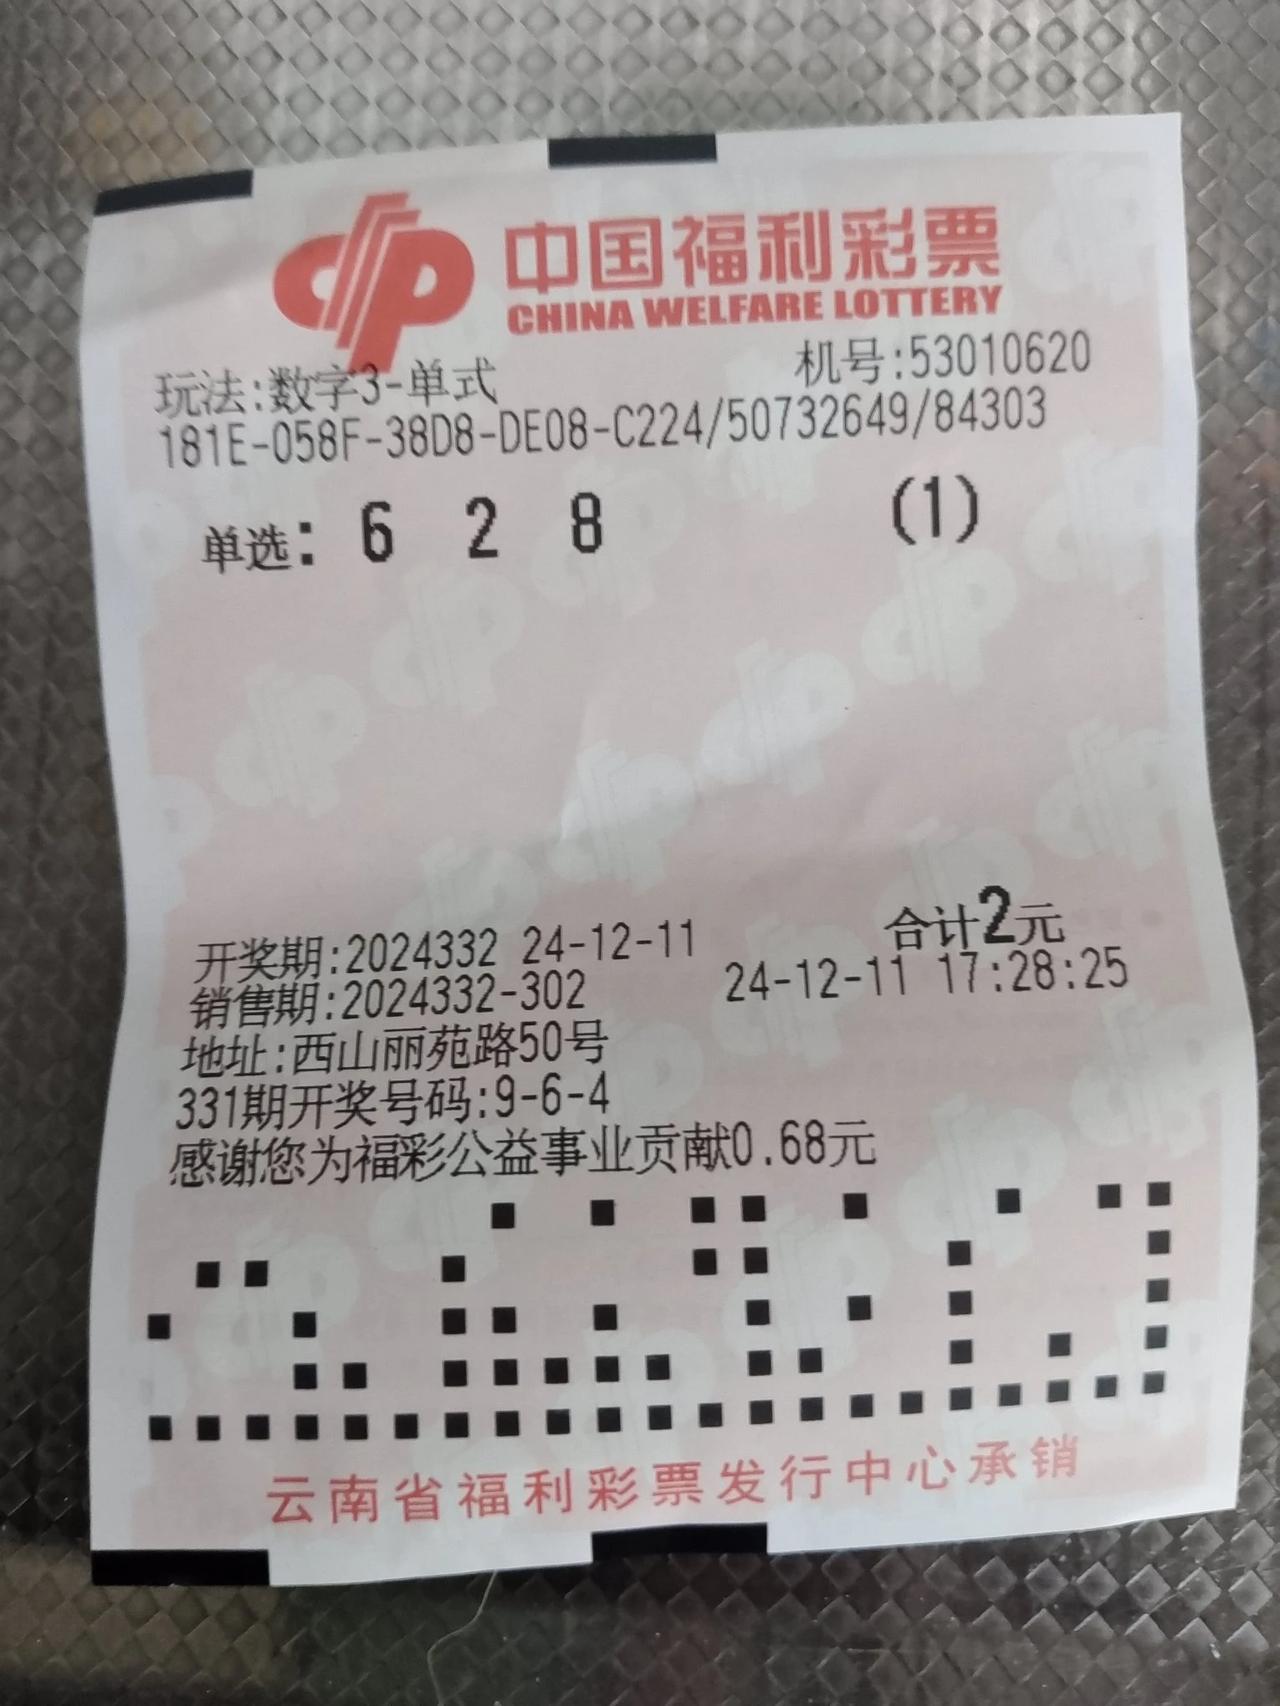 中国福利彩票
CHINA WELFARE LOTTERY
玩法:数字3-单式 机号:53010620
181E-058F-38D8-DE08-C224/50732649/84303
单选: 6 2 8 (1)
合计2元
开奖期:2024332 24-12-11
销售期:2024332-302 24-12-11 17:28:25
地址:西山丽苑路50号
331期开奖号码:9-6-4
感谢您为福彩公益事业贡献0.68元
云南省福利彩票发行中心承销